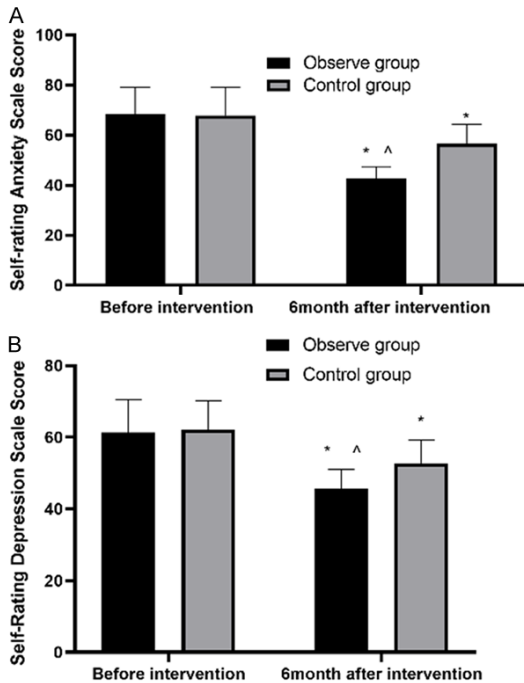 A
Self-rating Anxiety Scale Score
100
80
60
40
20
0
Observe group
Control group
* ^
*
Before intervention
6month after intervention
B
Self-Rating Depression Scale Score
80
60
40
20
0
Observe group
Control group
* ^
*
Before intervention
6month after intervention